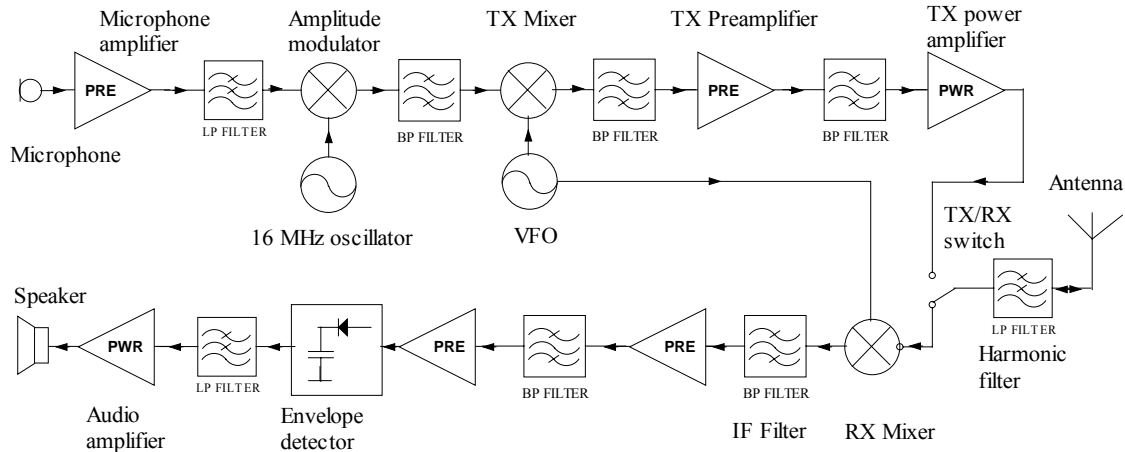 Microphone
amplifier
Amplitude
modulator
TX Mixer
TX Preamplifier
TX power
amplifier
PRE
LP FILTER
BP FILTER
BP FILTER
PRE
BP FILTER
PWR
Microphone
16 MHz oscillator
VFO
TX/RX
switch
Antenna
Speaker
PWR
LP FILTER
PRE
BP FILTER
PRE
BP FILTER
LP FILTER
Harmonic
filter
Audio
amplifier
Envelope
detector
IF Filter
RX Mixer